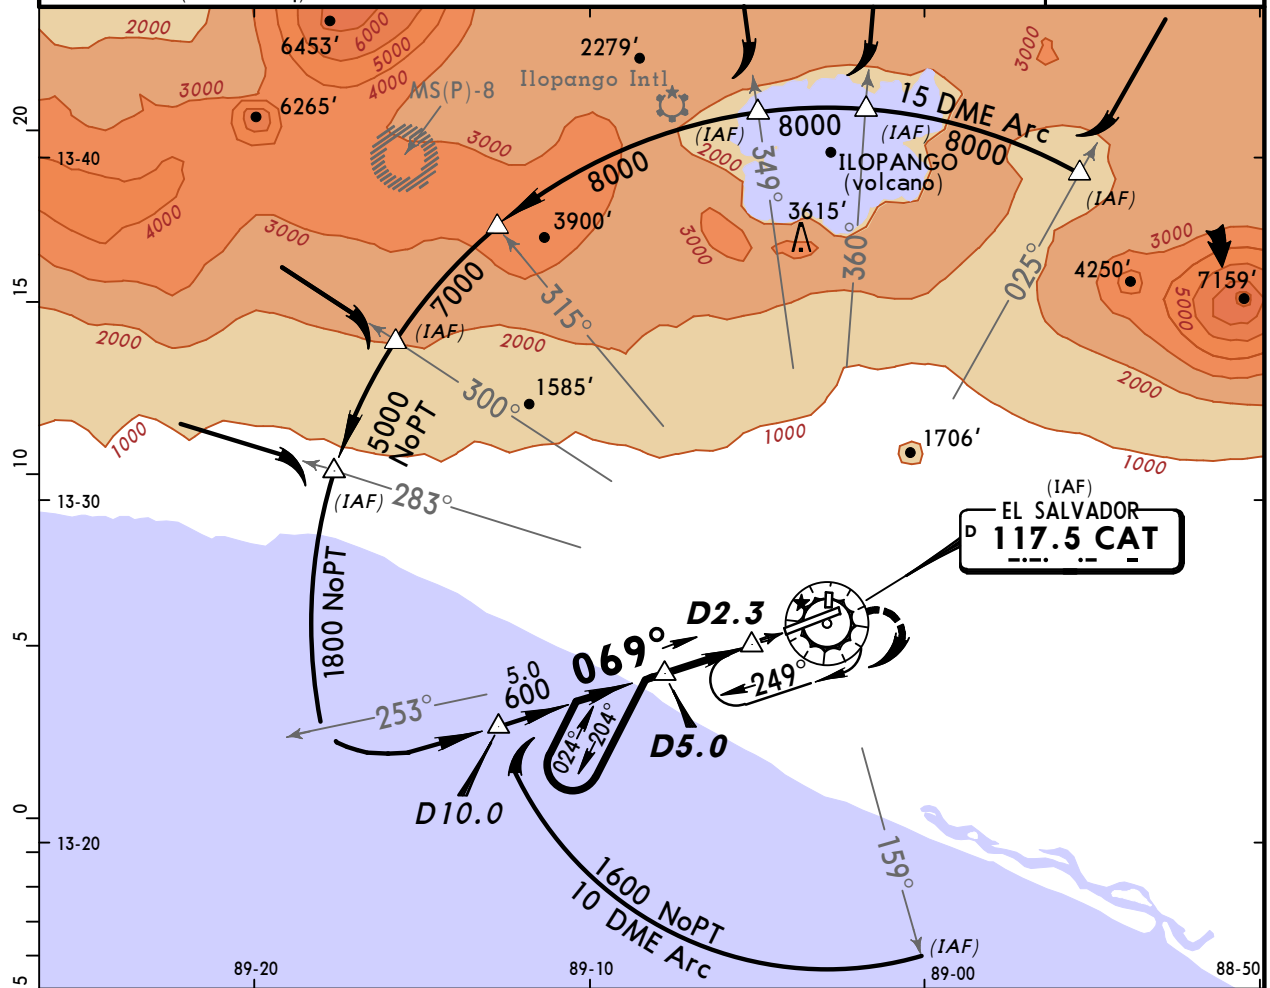 2000
6453′
6000
5000
4000
3000
6265′
MS(P)-8
3000
2279′
Ilopango Intl
15 DME Arc
3000
20
13-40
(IAF)
8000
(IAF)
8000
2000
349°
ILOPANGO
(volcano)
(IAF)
8000
4000
3000
3900′
3615′
3000
360°
025°
3000
4250′
7159′
5000
15
7000
315°
(IAF)
2000
2000
300°
1585′
2000
5000
NoPT
1000
1000
1706′
1000
10
13-30
(IAF)
283°
(IAF)
EL SALVADOR
D 117.5 CAT
1800 NoPT
5
D2.3
069°
249°
5.0
600
253°
024°
204°
D5.0
D10.0
0
13-20
159°
1600 NoPT
10 DME Arc
(IAF)
5
89-20
89-10
89-00
88-50